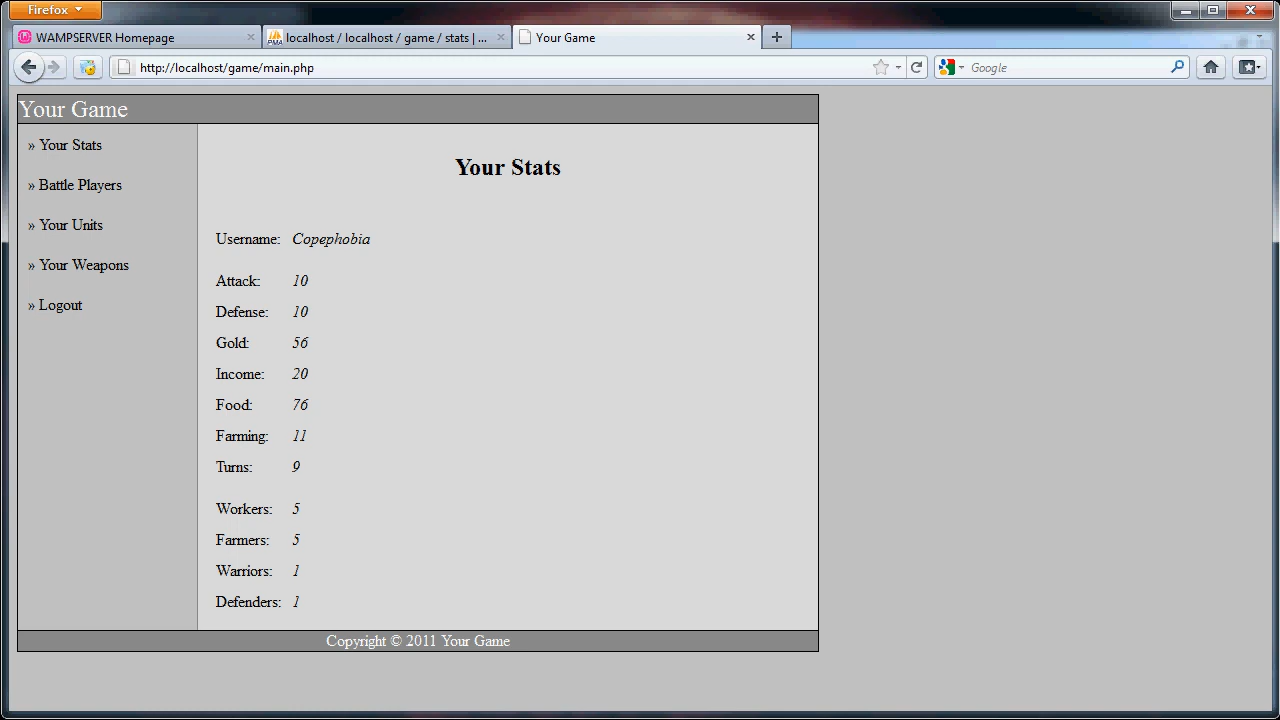 Firefox
WAMPSERVER Homepage
localhost / localhost / game / stats | ...
Your Game
http://localhost/game/main.php
Google
Your Game
» Your Stats
» Battle Players
» Your Units
» Your Weapons
» Logout
Your Stats
Username: Copephobia
Attack: 10
Defense: 10
Gold: 56
Income: 20
Food: 76
Farming: 11
Turns: 9
Workers: 5
Farmers: 5
Warriors: 1
Defenders: 1
Copyright © 2011 Your Game